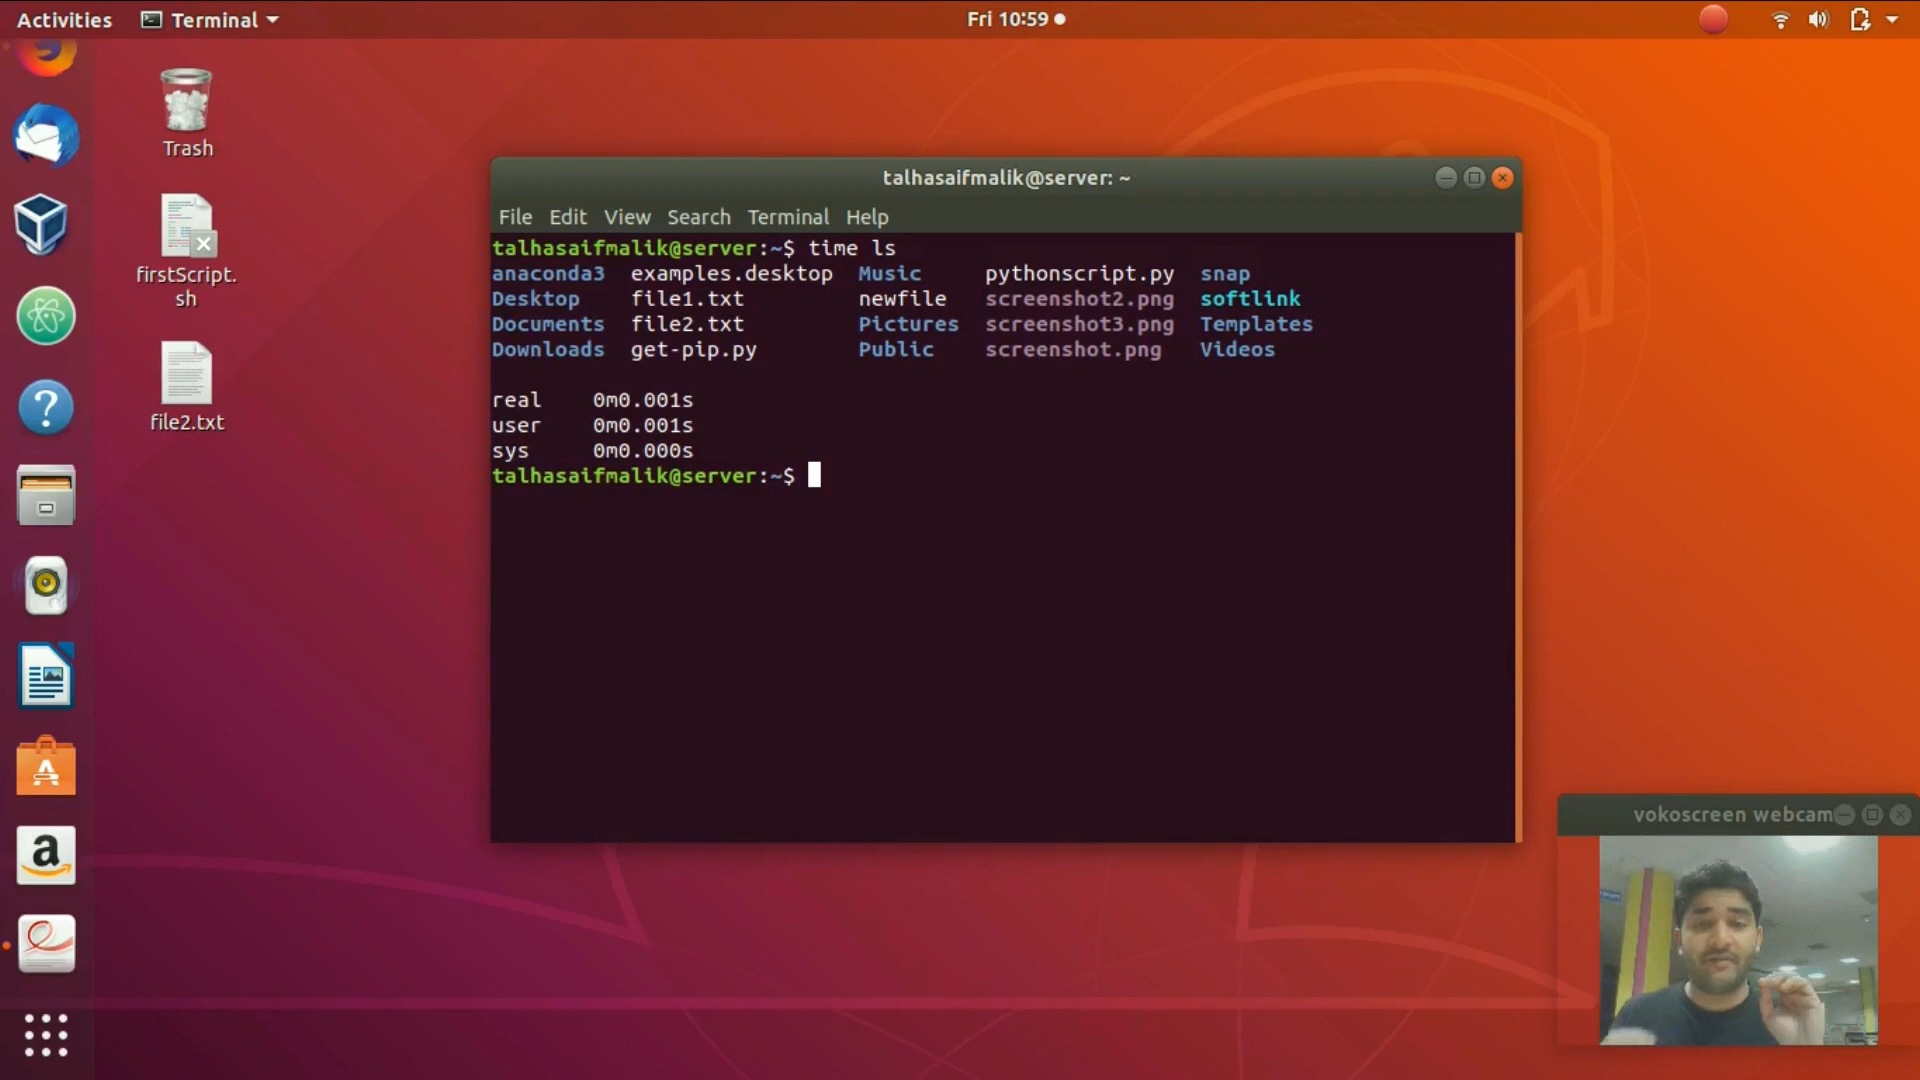 Activities Terminal Fri 10:59
Trash
firstScript.
sh
file2.txt
talhasaifmalik@server: ~
File Edit View Search Terminal Help
talhasaifmalik@server:~$ time ls
anaconda3 examples.desktop Music pythonscript.py snap
Desktop file1.txt newfile screenshot2.png softlink
Documents file2.txt Pictures screenshot3.png Templates
Downloads get-pip.py Public screenshot.png Videos
real 0m0.001s
user 0m0.001s
sys 0m0.000s
talhasaifmalik@server:~$
vokoscreen webcam